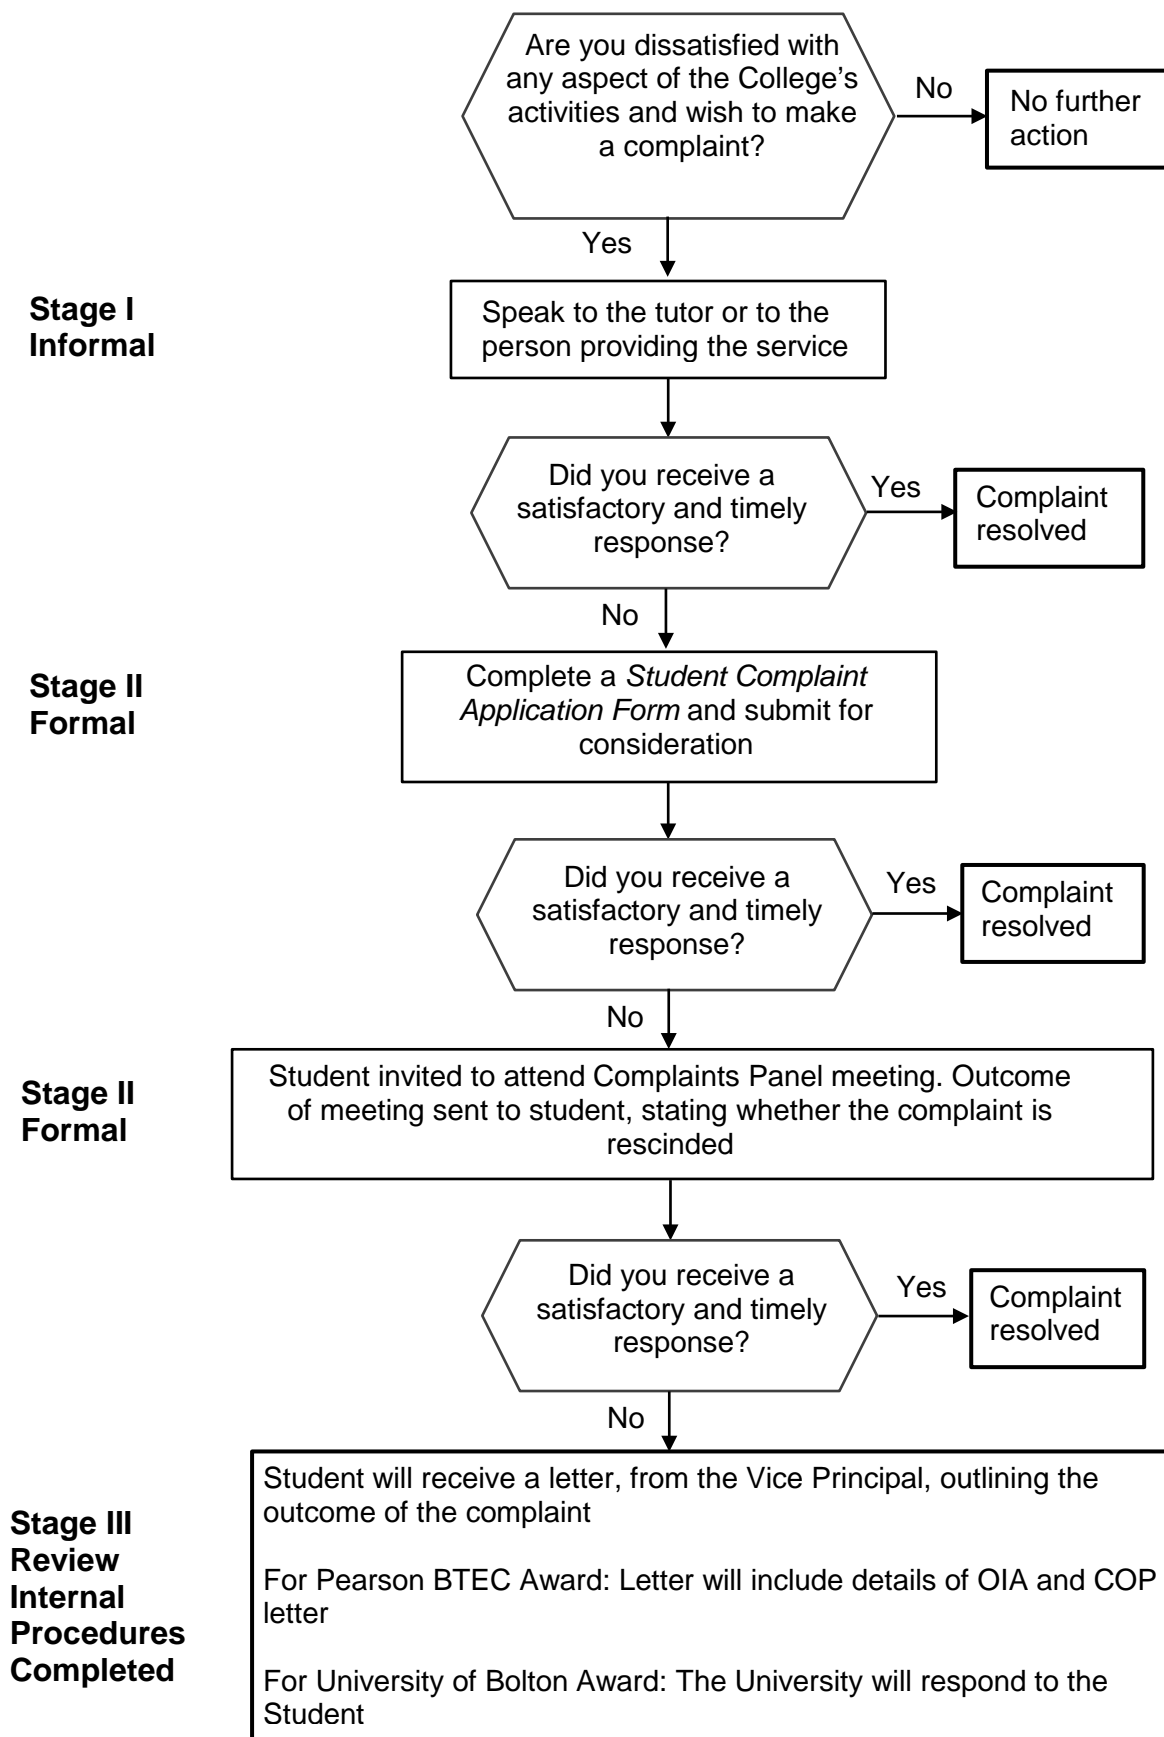 Are you dissatisfied with
any aspect of the College’s
activities and wish to make
a complaint?
No
No further
action
Yes
Stage I
Informal
Speak to the tutor or to the
person providing the service
Did you receive a
satisfactory and timely
response?
Yes
Complaint
resolved
No
Stage II
Formal
Complete a Student Complaint
Application Form and submit for
consideration
Did you receive a
satisfactory and timely
response?
Yes
Complaint
resolved
No
Stage II
Formal
Student invited to attend Complaints Panel meeting. Outcome
of meeting sent to student, stating whether the complaint is
rescinded
Did you receive a
satisfactory and timely
response?
Yes
Complaint
resolved
No
Stage III
Review
Internal
Procedures
Completed
Student will receive a letter, from the Vice Principal, outlining the
outcome of the complaint
For Pearson BTEC Award: Letter will include details of OIA and COP
letter
For University of Bolton Award: The University will respond to the
Student